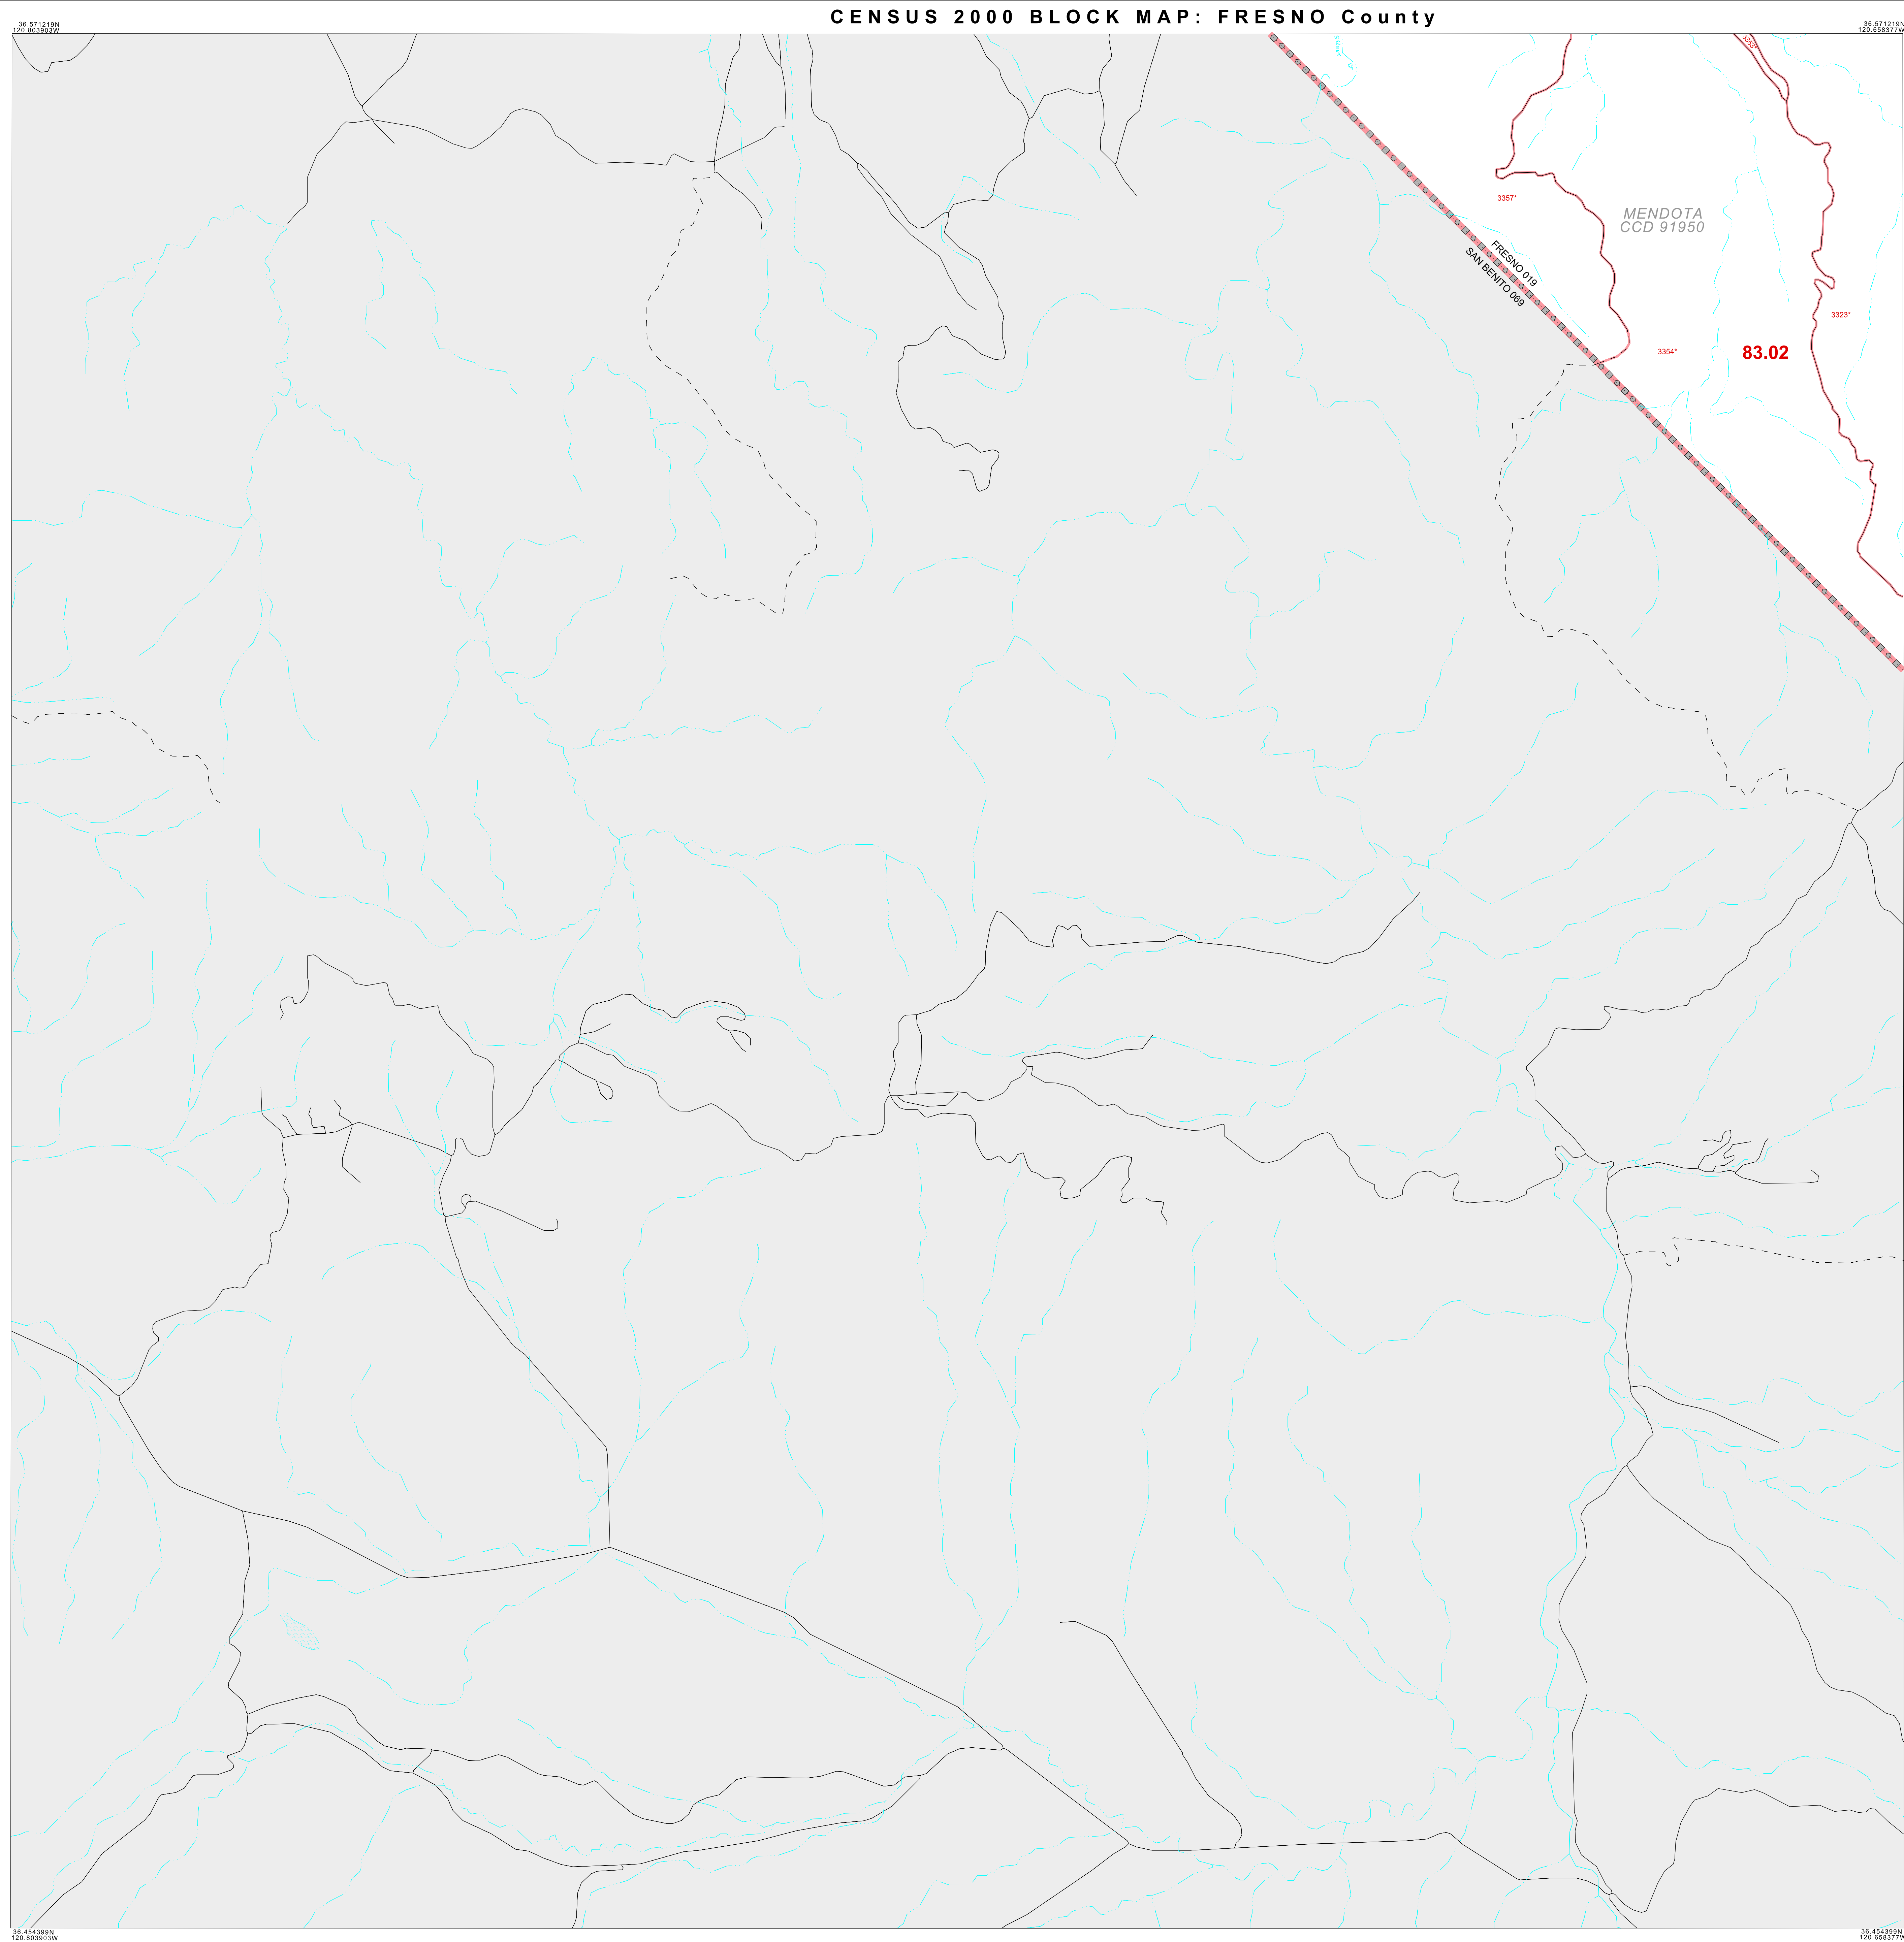 CENSUS 2000 BLOCK MAP: FRESNO County
36.571219N
120.803903W
36.571219N
120.658377W
3353*
3357*
MENDOTA
CCD 91950
FRESNO 019
SAN BENITO 069
3323*
3354*
83.02
36.454399N
120.803903W
36.454399N
120.658377W